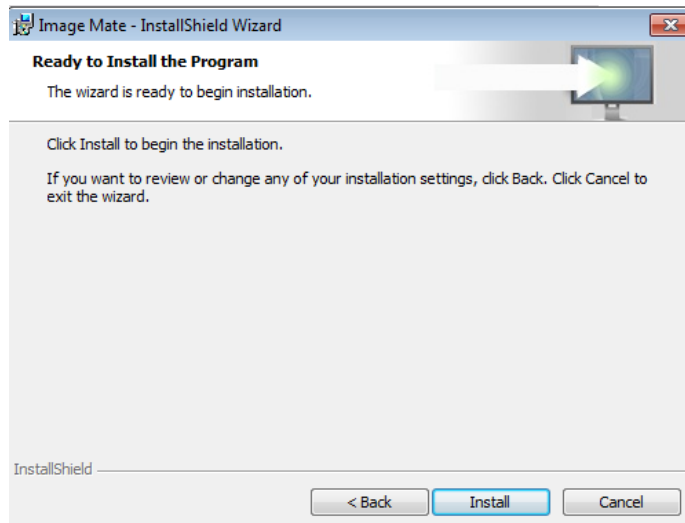 Image Mate - InstallShield Wizard
Ready to Install the Program
The wizard is ready to begin installation.
Click Install to begin the installation.
If you want to review or change any of your installation settings, click Back. Click Cancel to
exit the wizard.
InstallShield
< Back
Install
Cancel